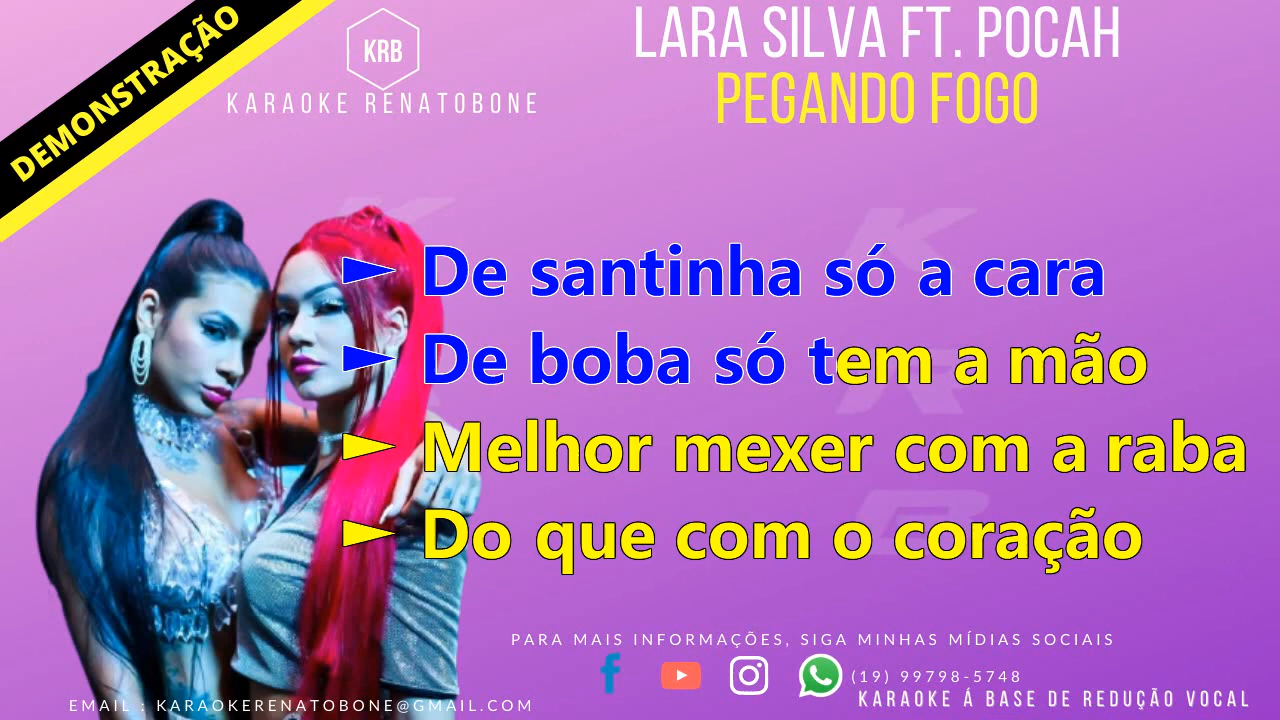 DEMONSTRAÇÃO
KRB
KARAOKE RENATOBONE
LARA SILVA FT. POCAH
PEGANDO FOGO
K
R
B
De santinha só a cara
De boba só tem a mão
Melhor mexer com a raba
Do que com o coração
PARA MAIS INFORMAÇÕES, SIGA MINHAS MÍDIAS SOCIAIS
(19) 99798-5748
KARAOKE Á BASE DE REDUÇÃO VOCAL
EMAIL : KARAOKERENATOBONE@GMAIL.COM